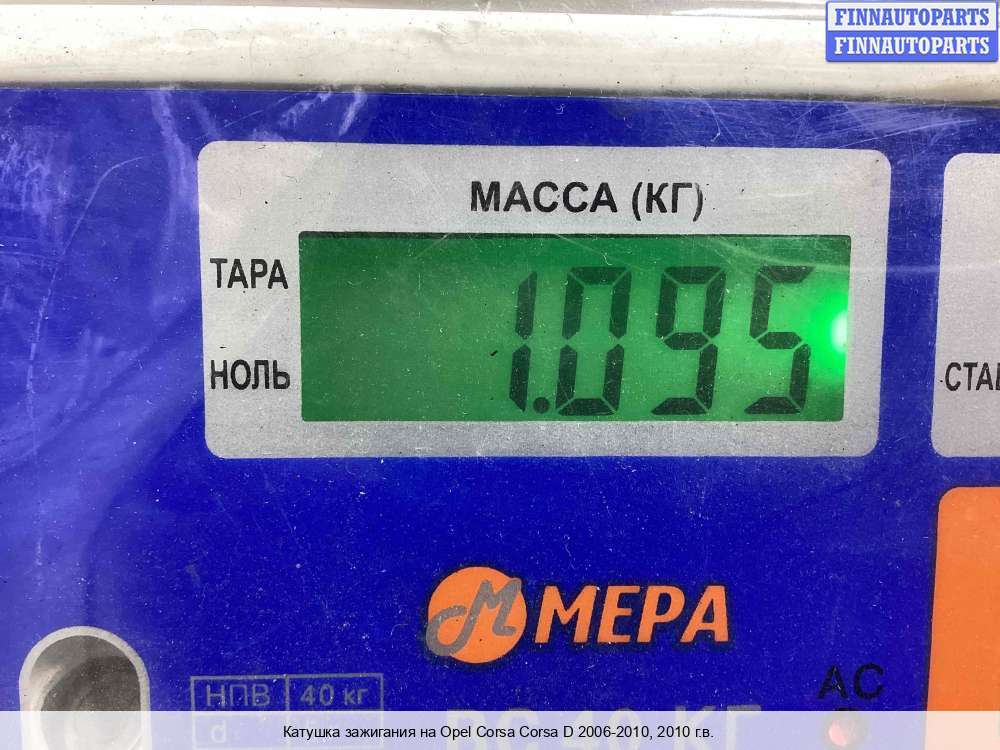 FINNAUTOPARTS
FINNAUTOPARTS
МАССА (КГ)
ТАРА
1.095
НОЛЬ
СТА
МЕРА
НПВ 40 кг
АС
d
Катушка зажигания на Opel Corsa Corsa D 2006-2010, 2010 г.в.